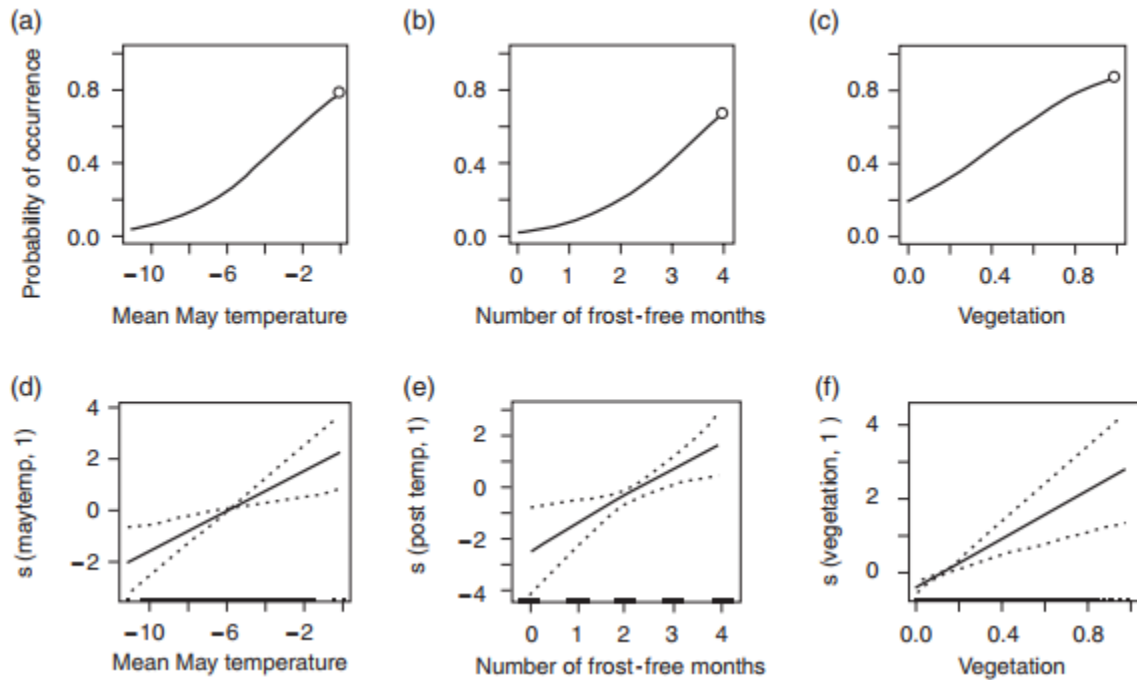 (a)
Probability of occurrence
0.8
0.4
0.0
−10 −6 −2
Mean May temperature
(b)
0.8
0.4
0.0
0 1 2 3 4
Number of frost-free months
(c)
0.8
0.4
0.0
0.0 0.4 0.8
Vegetation
(d)
s (maytemp, 1)
4
2
0
−2
−10 −6 −2
Mean May temperature
(e)
s (post temp, 1)
2
0
−2
−4
0 1 2 3 4
Number of frost-free months
(f)
s (vegetation, 1)
4
2
0
0.0 0.4 0.8
Vegetation